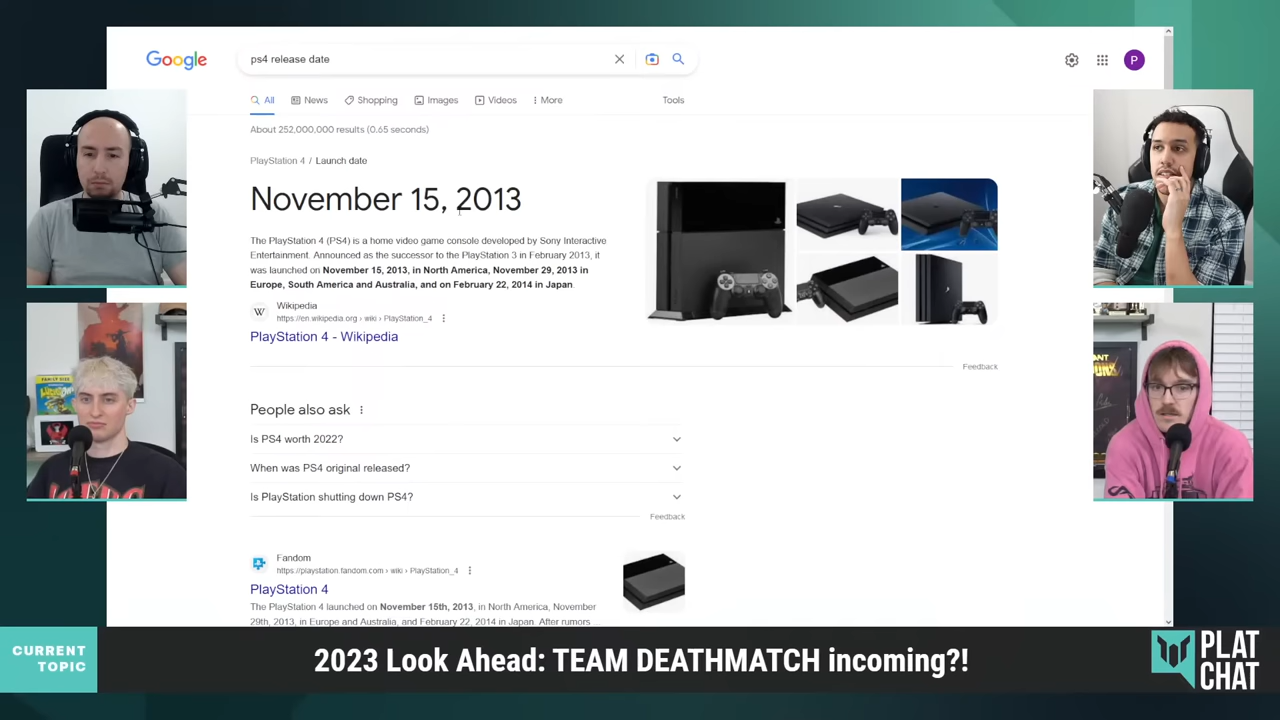 Google
ps4 release date
P
All
News
Shopping
Images
Videos
More
Tools
About 252,000,000 results (0.65 seconds)
PlayStation 4 / Launch date
November 15, 2013
The PlayStation 4 (PS4) is a home video game console developed by Sony Interactive
Entertainment. Announced as the successor to the PlayStation 3 in February 2013, it
was launched on November 15, 2013, in North America, November 29, 2013 in
Europe, South America and Australia, and on February 22, 2014 in Japan.
W
Wikipedia
https://en.wikipedia.org › wiki › PlayStation_4
PlayStation 4 - Wikipedia
Feedback
People also ask
Is PS4 worth 2022?
When was PS4 original released?
Is PlayStation shutting down PS4?
Feedback
Fandom
https://playstation.fandom.com › wiki › PlayStation_4
PlayStation 4
The PlayStation 4 launched on November 15th, 2013, in North America, November
29th, 2013, in Europe and Australia, and February 22, 2014 in Japan. After rumors ...
CURRENT
TOPIC
2023 Look Ahead: TEAM DEATHMATCH incoming?!
PLAT
CHAT